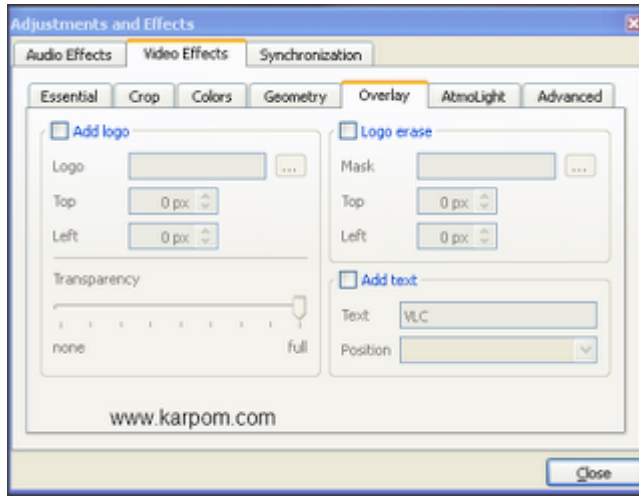 Adjustments and Effects
Audio Effects Video Effects Synchronization
Essential Crop Colors Geometry Overlay AtmoLight Advanced
Add logo
Logo ...
Top 0 px
Left 0 px
Transparency
none full
Logo erase
Mask ...
Top 0 px
Left 0 px
Add text
Text VLC
Position
www.karpom.com
Close